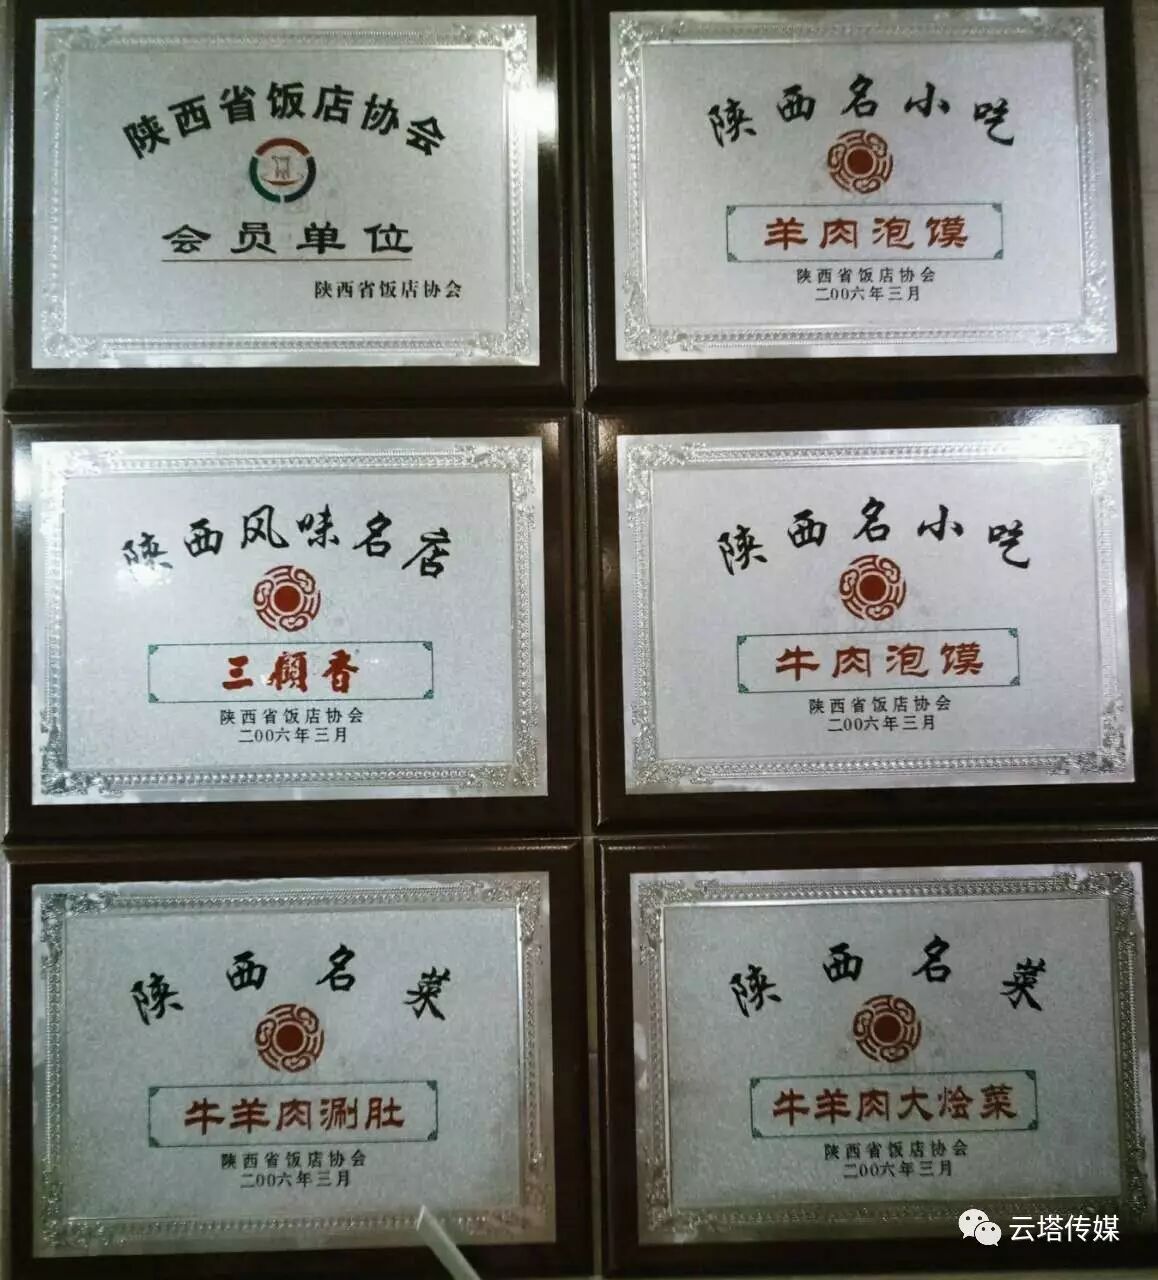 陕西省饭店协会
会员单位
陕西省饭店协会
陕西名小吃
羊肉泡馍
陕西省饭店协会
二00六年三月
陕西风味名店
三顧香
陕西省饭店协会
二00六年三月
陕西名小吃
牛肉泡馍
陕西省饭店协会
二00六年三月
陕西名菜
牛羊肉涮肚
陕西省饭店协会
二00六年三月
陕西名菜
牛羊肉大烩菜
陕西省饭店协会
二00六年三月
云塔传媒